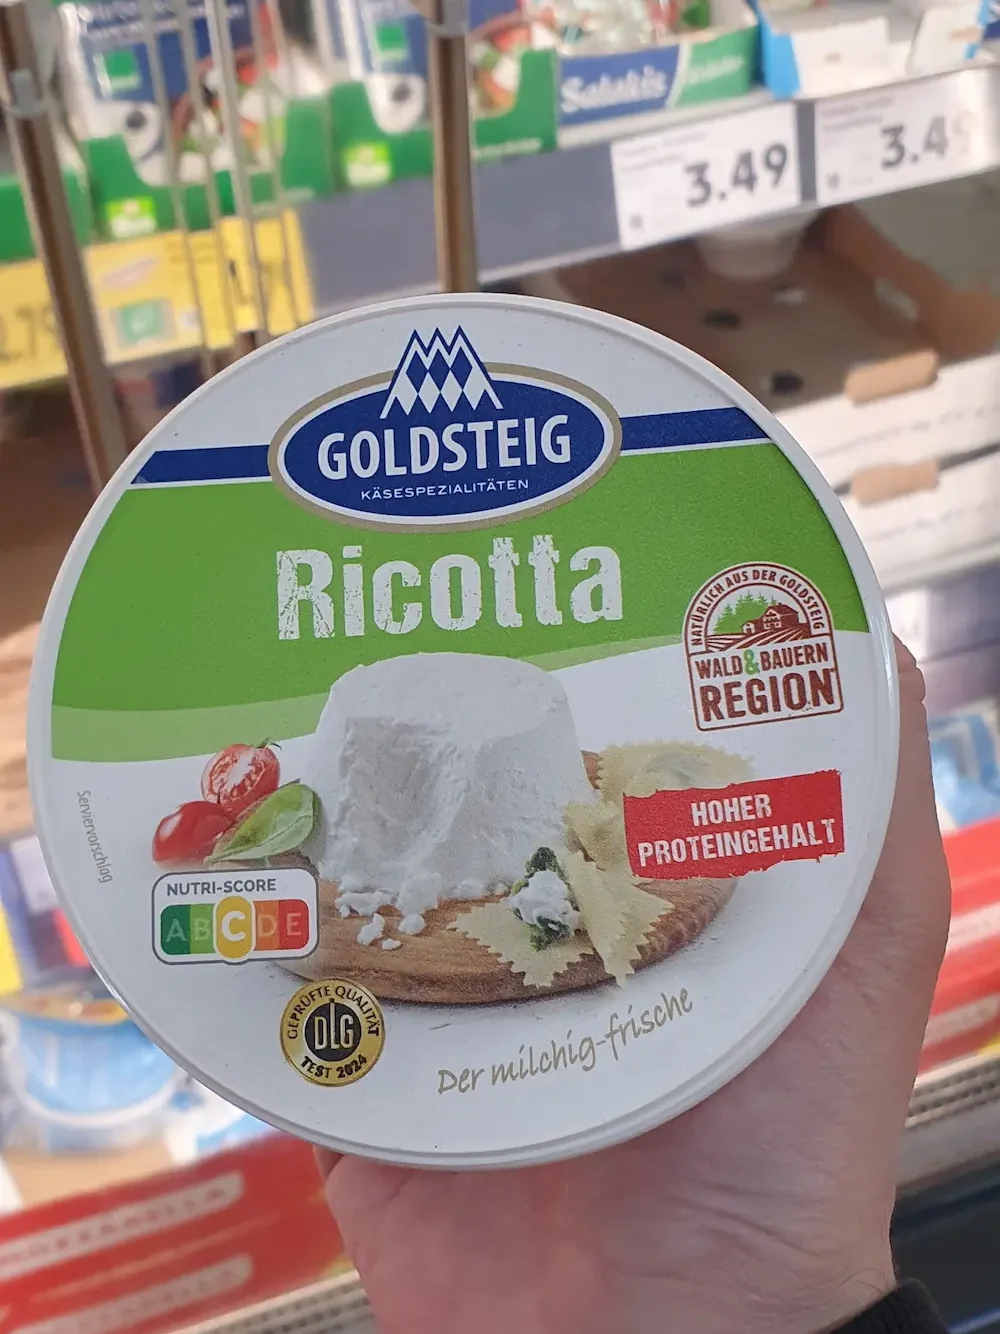 Salakis
3.49
3.4
GOLDSTEIG
KÄSESPEZIALITÄTEN
Ricotta
NATÜRLICH AUS DER GOLDSTEIG
WALD&BAUERN
REGION
HOHER
PROTEINGEHALT
Serviervorschlag
NUTRI-SCORE
ABCDE
GEPRÜFTE QUALITÄT
DLG
TEST 2024
Der milchig-frische